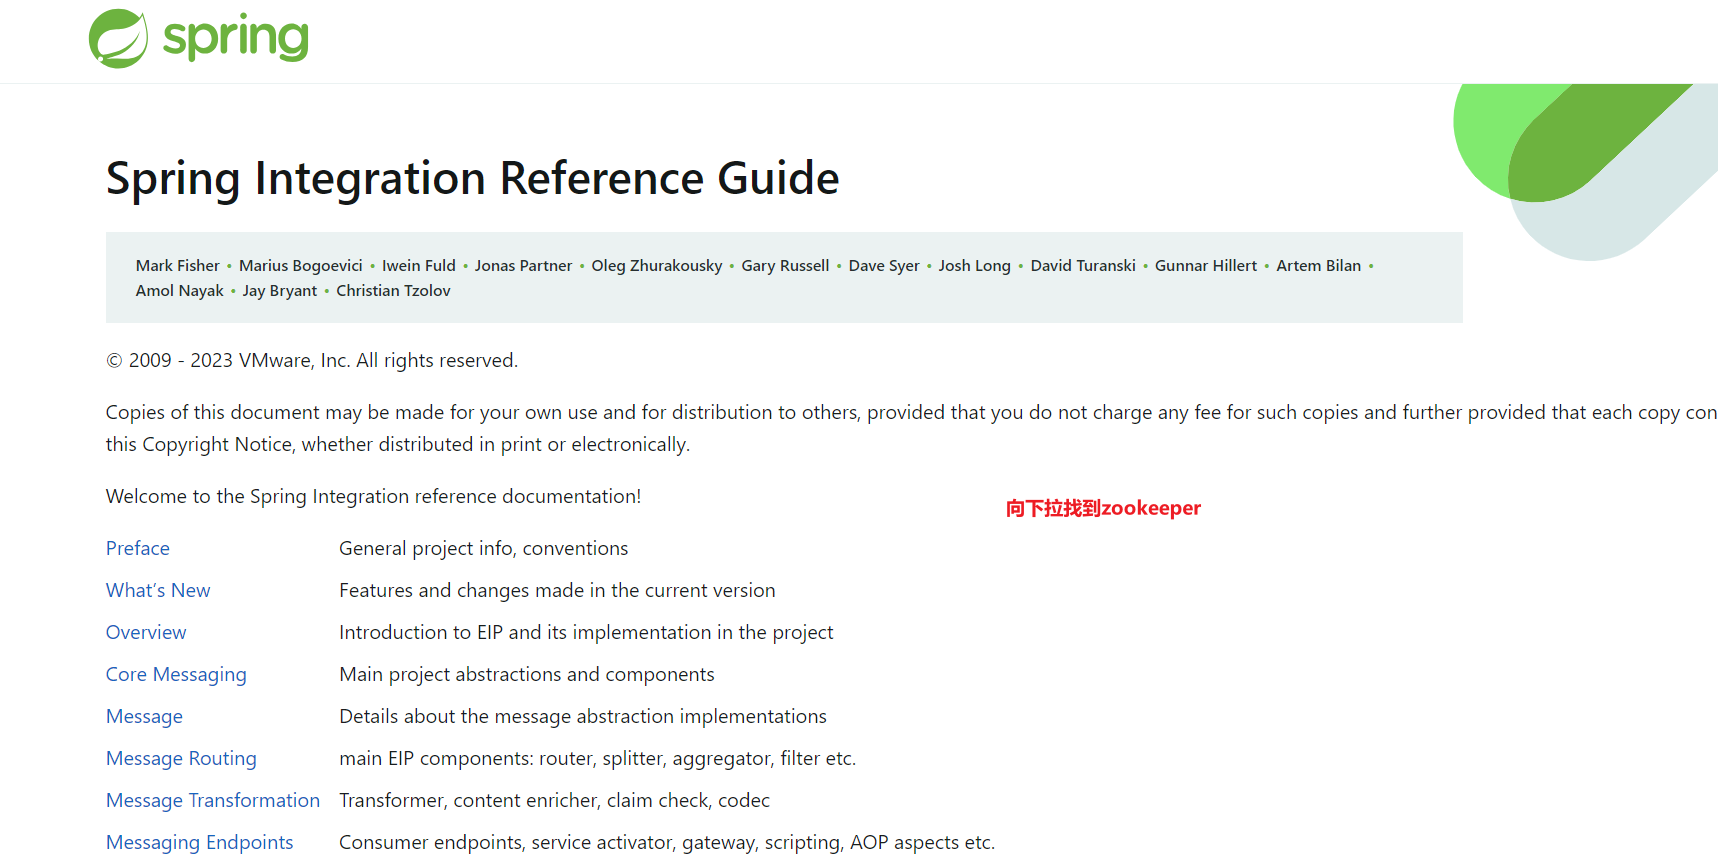 spring
Spring Integration Reference Guide
Mark Fisher • Marius Bogoevici • Iwein Fuld • Jonas Partner • Oleg Zhurakousky • Gary Russell • Dave Syer • Josh Long • David Turanski • Gunnar Hillert • Artem Bilan •
Amol Nayak • Jay Bryant • Christian Tzolov
© 2009 - 2023 VMware, Inc. All rights reserved.
Copies of this document may be made for your own use and for distribution to others, provided that you do not charge any fee for such copies and further provided that each copy con
this Copyright Notice, whether distributed in print or electronically.
Welcome to the Spring Integration reference documentation!
向下拉找到zookeeper
Preface General project info, conventions
What’s New Features and changes made in the current version
Overview Introduction to EIP and its implementation in the project
Core Messaging Main project abstractions and components
Message Details about the message abstraction implementations
Message Routing main EIP components: router, splitter, aggregator, filter etc.
Message Transformation Transformer, content enricher, claim check, codec
Messaging Endpoints Consumer endpoints, service activator, gateway, scripting, AOP aspects etc.